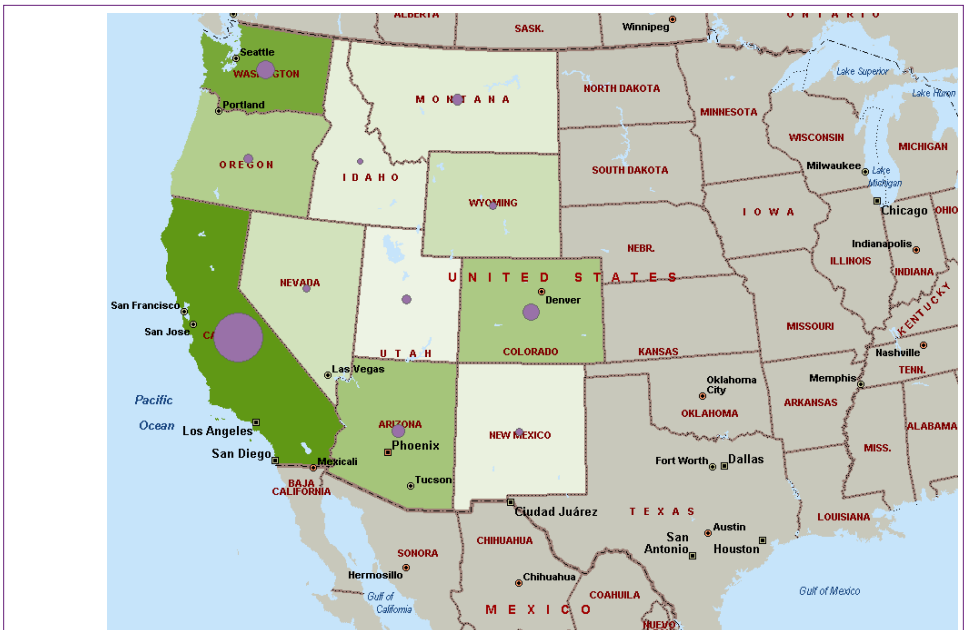 ALBERTA
SASK.
Winnipeg
ONTARIO
Seattle
WASHINGTON
Lake Superior
Lake Huron
MONTANA
NORTH DAKOTA
MINNESOTA
Portland
WISCONSIN
MICHIGAN
OREGON
IDAHO
SOUTH DAKOTA
Milwaukee
Lake
Michigan
WYOMING
IOWA
Chicago
OHIO
NEBR.
Indianapolis
ILLINOIS
INDIANA
UNITED STATES
NEVADA
Denver
San Francisco
San Jose
CA
UTAH
COLORADO
KANSAS
MISSOURI
KENTUCKY
Nashville
TENN.
Las Vegas
Memphis
Oklahoma
City
OKLAHOMA
ARKANSAS
Pacific
Ocean
Los Angeles
ARIZONA
Phoenix
NEW MEXICO
ALABAMA
MISS.
San Diego
Mexicali
Fort Worth
Dallas
BAJA
CALIFORNIA
Tucson
Ciudad Juárez
TEXAS
LOUISIANA
Austin
San
Antonio
Houston
CHIHUAHUA
SONORA
Hermosillo
Chihuahua
Gulf of
California
COAHUILA
Gulf of Mexico
MEXICO
NUEVO